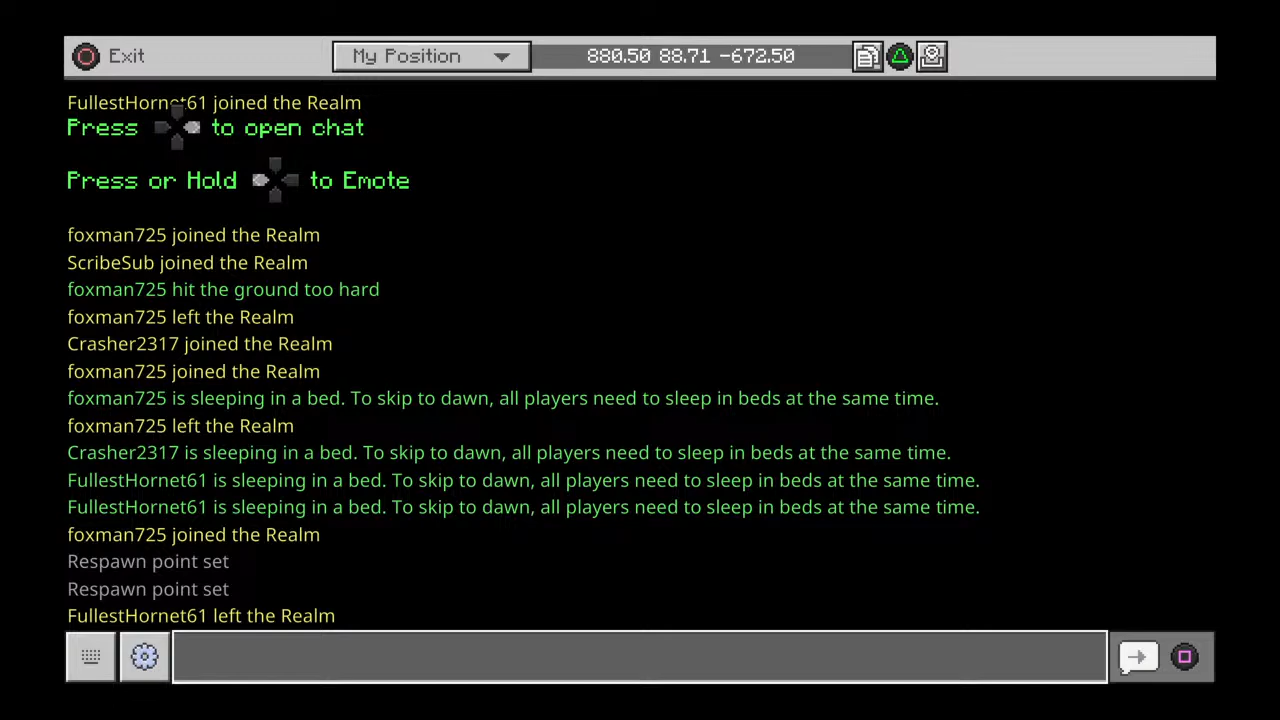 Exit My Position 880.50 88.71 -672.50
FullestHornet61 joined the Realm
Press to open chat
Press or Hold to Emote
foxman725 joined the Realm
ScribeSub joined the Realm
foxman725 hit the ground too hard
foxman725 left the Realm
Crasher2317 joined the Realm
foxman725 joined the Realm
foxman725 is sleeping in a bed. To skip to dawn, all players need to sleep in beds at the same time.
foxman725 left the Realm
Crasher2317 is sleeping in a bed. To skip to dawn, all players need to sleep in beds at the same time.
FullestHornet61 is sleeping in a bed. To skip to dawn, all players need to sleep in beds at the same time.
FullestHornet61 is sleeping in a bed. To skip to dawn, all players need to sleep in beds at the same time.
foxman725 joined the Realm
Respawn point set
Respawn point set
FullestHornet61 left the Realm